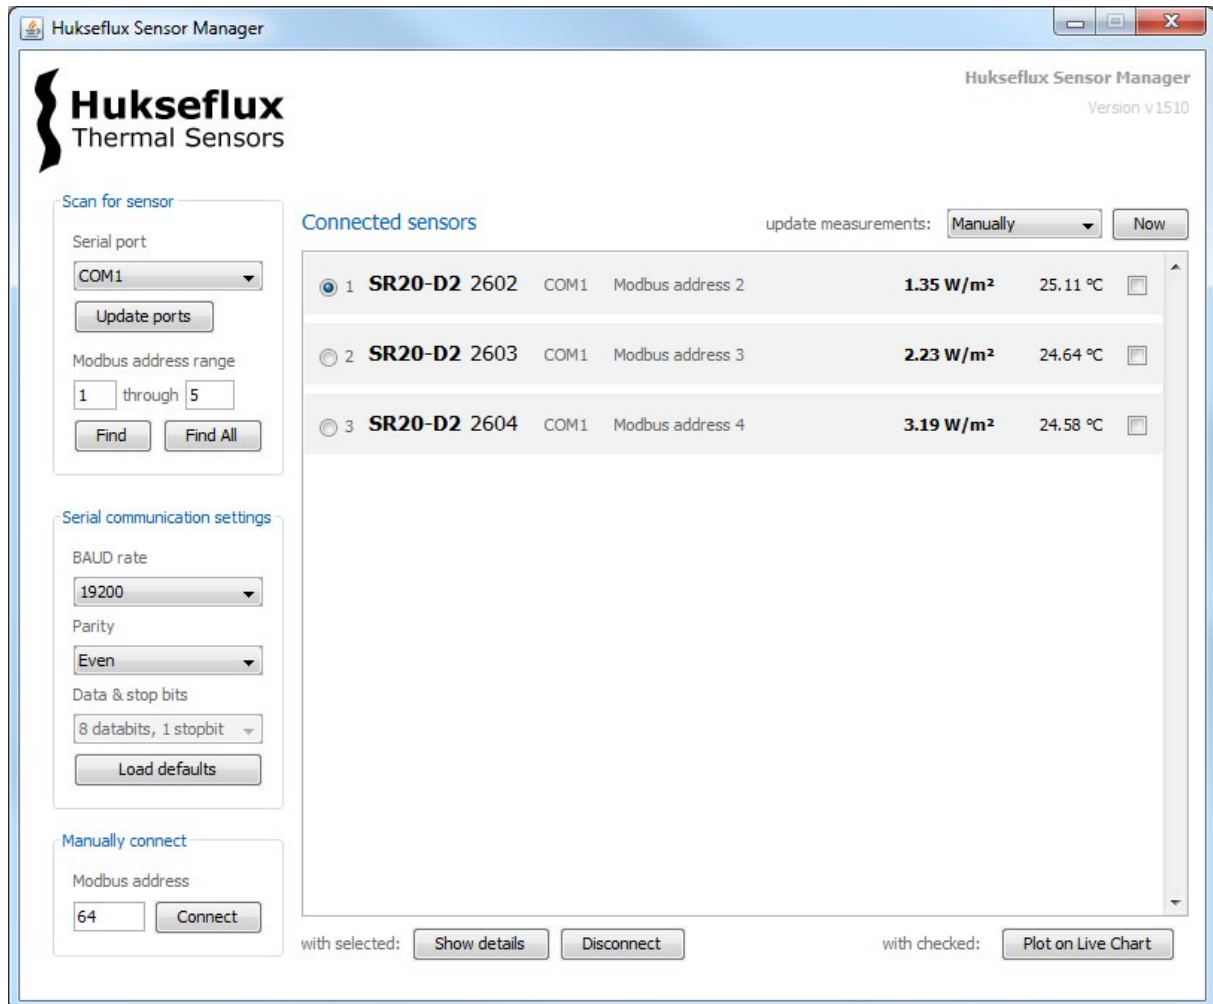 Hukseflux Sensor Manager
Hukseflux
Thermal Sensors
Hukseflux Sensor Manager
Version v1510
Scan for sensor
Serial port
COM1
Update ports
Modbus address range
1 through 5
Find Find All
Serial communication settings
BAUD rate
19200
Parity
Even
Data & stop bits
8 databits, 1 stopbit
Load defaults
Manually connect
Modbus address
64 Connect
Connected sensors update measurements: Manually Now
1 SR20-D2 2602 COM1 Modbus address 2 1.35 W/m² 25.11 °C
2 SR20-D2 2603 COM1 Modbus address 3 2.23 W/m² 24.64 °C
3 SR20-D2 2604 COM1 Modbus address 4 3.19 W/m² 24.58 °C
with selected: Show details Disconnect with checked: Plot on Live Chart